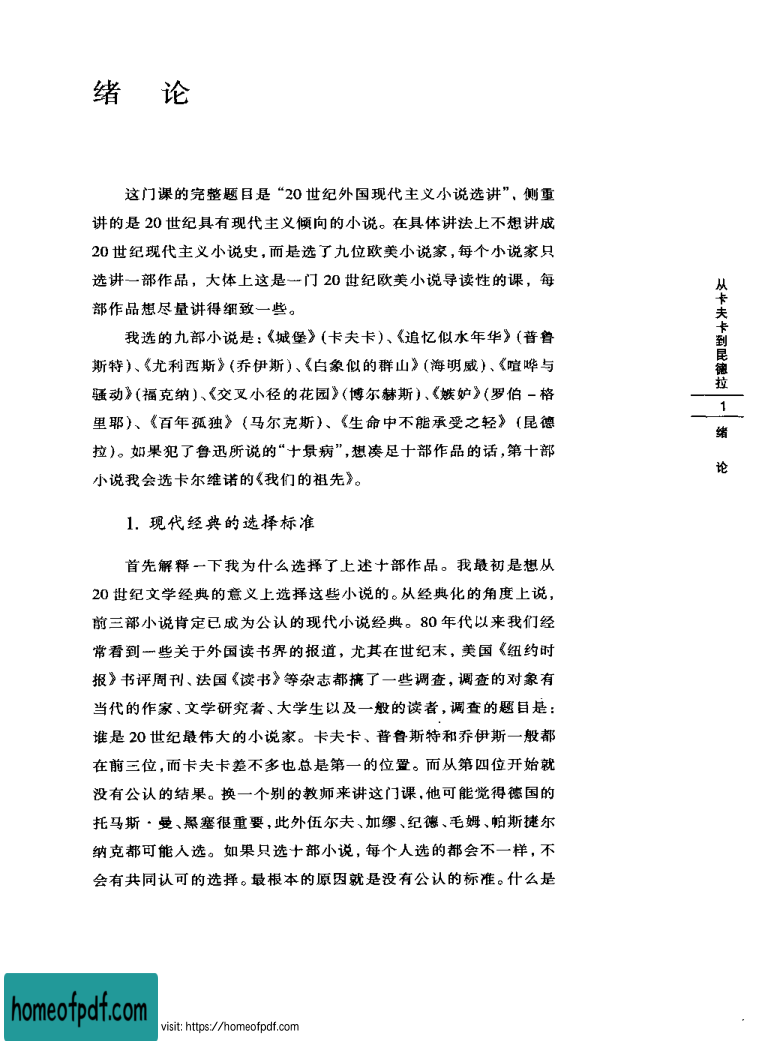 绪 论
这门课的完整题目是“20世纪外国现代主义小说选讲”，侧重
讲的是20世纪具有现代主义倾向的小说。在具体讲法上不想讲成
20世纪现代主义小说史，而是选了九位欧美小说家，每个小说家只
选讲一部作品，大体上这是一门20世纪欧美小说导读性的课，每
部作品想尽量讲得细致一些。
我选的九部小说是：《城堡》(卡夫卡)、《追忆似水年华》(普鲁
斯特)、《尤利西斯》(乔伊斯)、《白象似的群山》(海明威)、《喧哗与
骚动》(福克纳)、《交叉小径的花园》(博尔赫斯)、《嫉妒》(罗伯-格
里耶)、《百年孤独》(马尔克斯)、《生命中不能承受之轻》(昆德
拉)。如果犯了鲁迅所说的“十景病”，想凑足十部作品的话，第十部
小说我会选卡尔维诺的《我们的祖先》。
1. 现代经典的选择标准
首先解释一下我为什么选择了上述十部作品。我最初是想从
20世纪文学经典的意义上选择这些小说的。从经典化的角度上说，
前三部小说肯定已成为公认的现代小说经典。80年代以来我们经
常看到一些关于外国读书界的报道，尤其在世纪末，美国《纽约时
报》书评周刊、法国《读书》等杂志都搞了一些调查，调查的对象有
当代的作家、文学研究者、大学生以及一般的读者，调查的题目是：
谁是20世纪最伟大的小说家。卡夫卡、普鲁斯特和乔伊斯一般都
在前三位，而卡夫卡差不多也总是第一的位置。而从第四位开始就
没有公认的结果。换一个别的教师来讲这门课，他可能觉得德国的
托马斯·曼、黑塞很重要，此外伍尔夫、加缪、纪德、毛姆、帕斯捷尔
纳克都可能入选。如果只选十部小说，每个人选的都会不一样，不
会有共同认可的选择。最根本的原因就是没有公认的标准。什么是
从卡夫卡到昆德拉
1
绪 论
homeofpdf.com
visit: https://homeofpdf.com